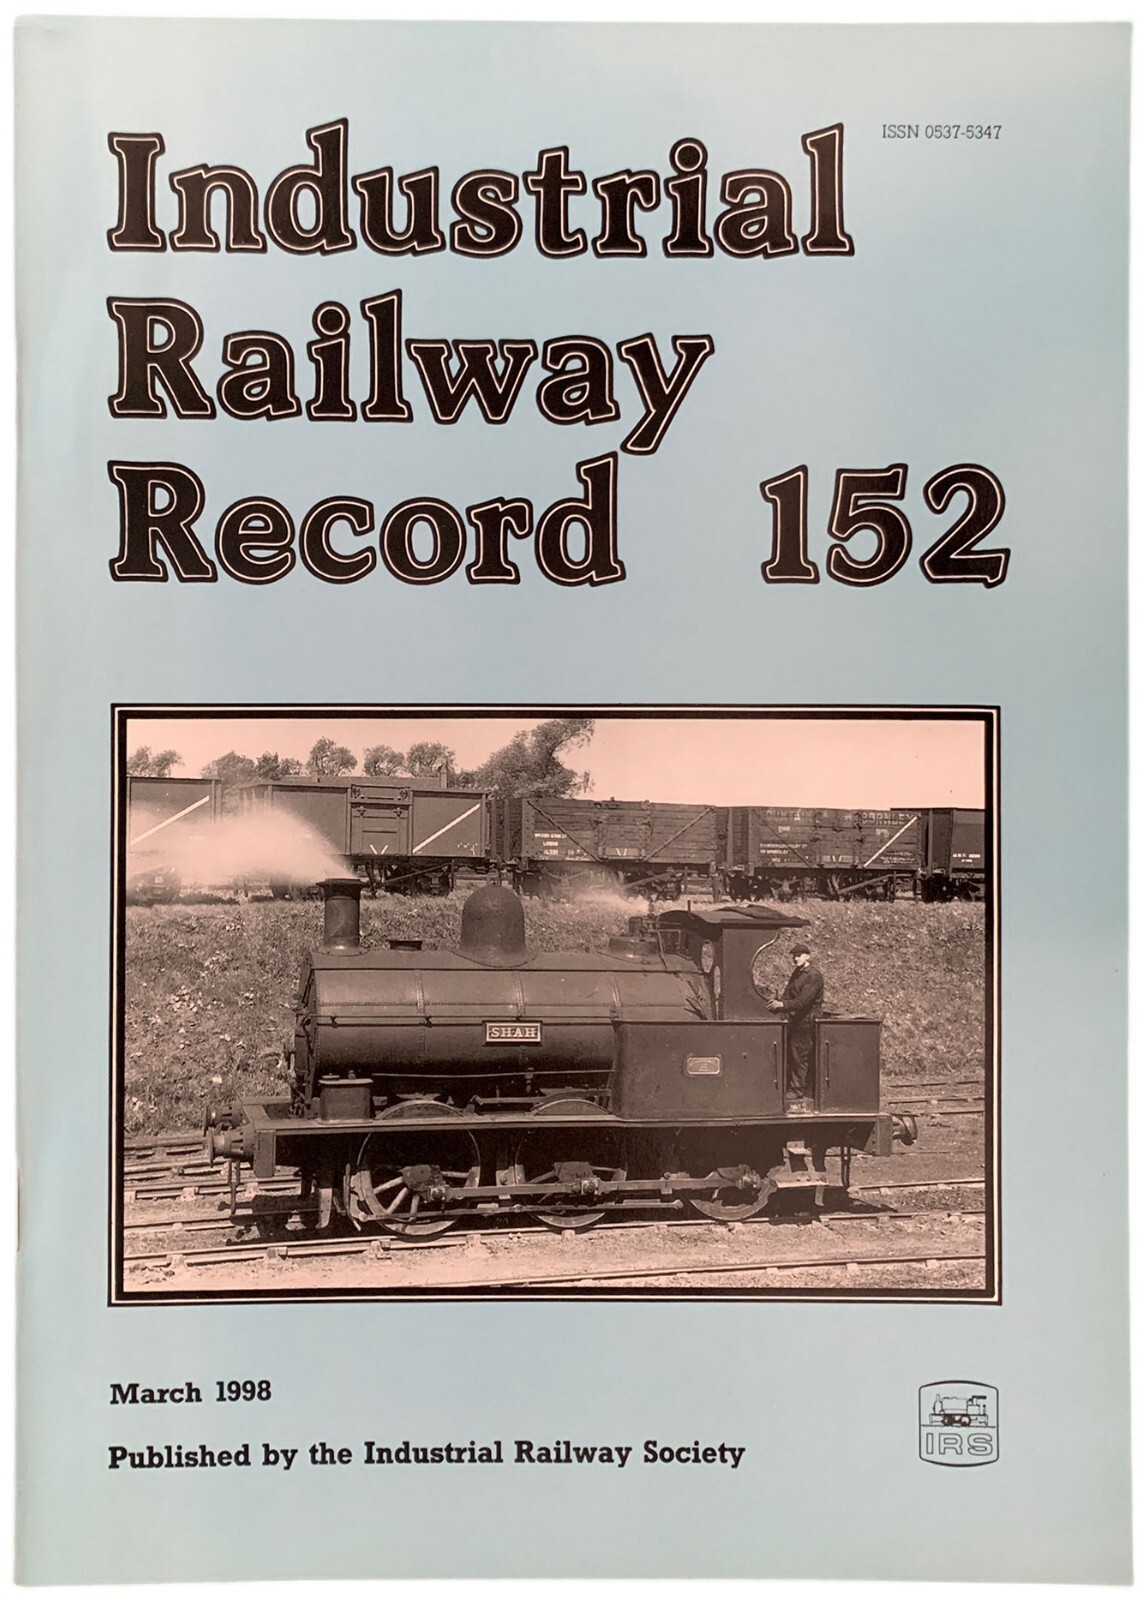 ISSN 0537-5347
Industrial
Railway
Record 152
SHAH
March 1998
Published by the Industrial Railway Society
IRS